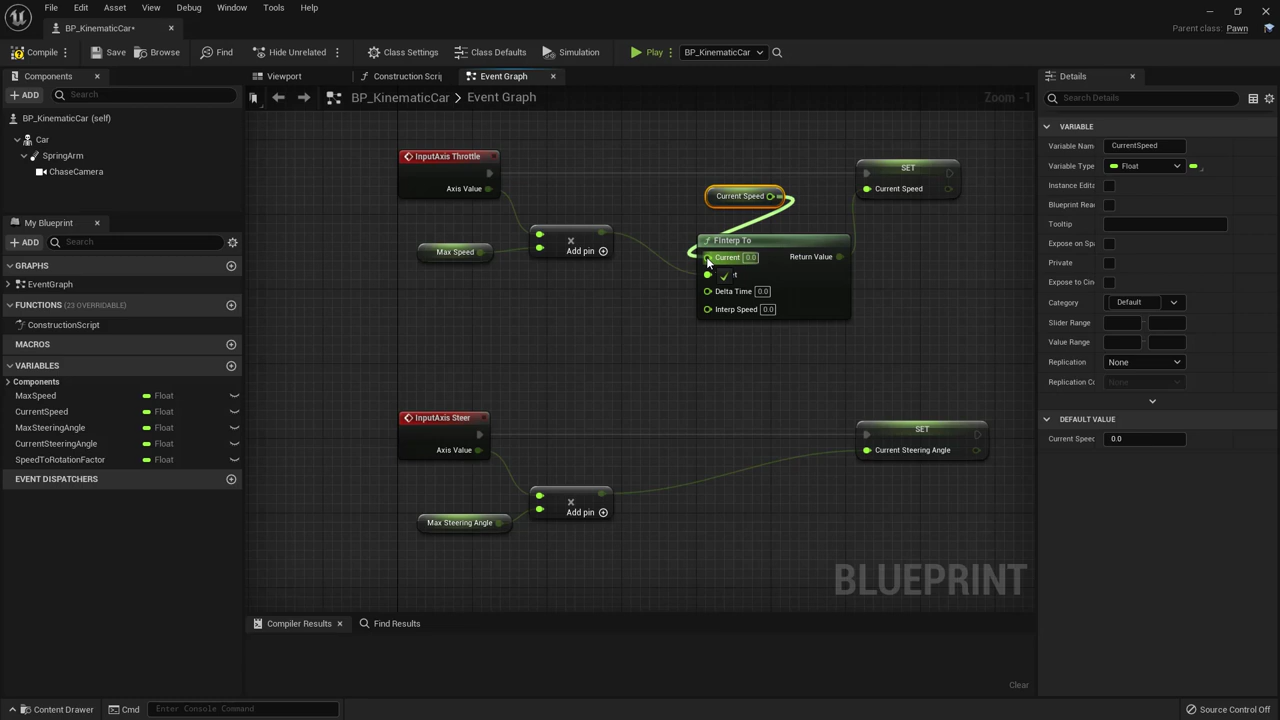 File Edit Asset View Debug Window Tools Help
BP_KinematicCar•
Parent class: Pawn
Compile Save Browse Find Hide Unrelated Class Settings Class Defaults Simulation Play BP_KinematicCar
Components
ADD Search
BP_KinematicCar (self)
Car
SpringArm
ChaseCamera
My Blueprint
ADD Search
GRAPHS
EventGraph
FUNCTIONS (23 OVERRIDABLE)
ConstructionScript
MACROS
VARIABLES
Components
MaxSpeed Float
CurrentSpeed Float
MaxSteeringAngle Float
CurrentSteeringAngle Float
SpeedToRotationFactor Float
EVENT DISPATCHERS
Viewport Construction Scrip Event Graph
BP_KinematicCar > Event Graph Zoom -1
InputAxis Throttle
Axis Value
Max Speed
Add pin
Current Speed
FInterp To
Current 0.0 Return Value
Delta Time 0.0
Interp Speed 0.0
SET
Current Speed
InputAxis Steer
Axis Value
Max Steering Angle
Add pin
SET
Current Steering Angle
BLUEPRINT
Compiler Results Find Results
Clear
Details
Search Details
VARIABLE
Variable Name CurrentSpeed
Variable Type Float
Instance Edita
Blueprint Read
Tooltip
Expose on Sp
Private
Expose to Cin
Category Default
Slider Range
Value Range
Replication None
Replication Co None
DEFAULT VALUE
Current Speed 0.0
Content Drawer Cmd Enter Console Command
Source Control Off